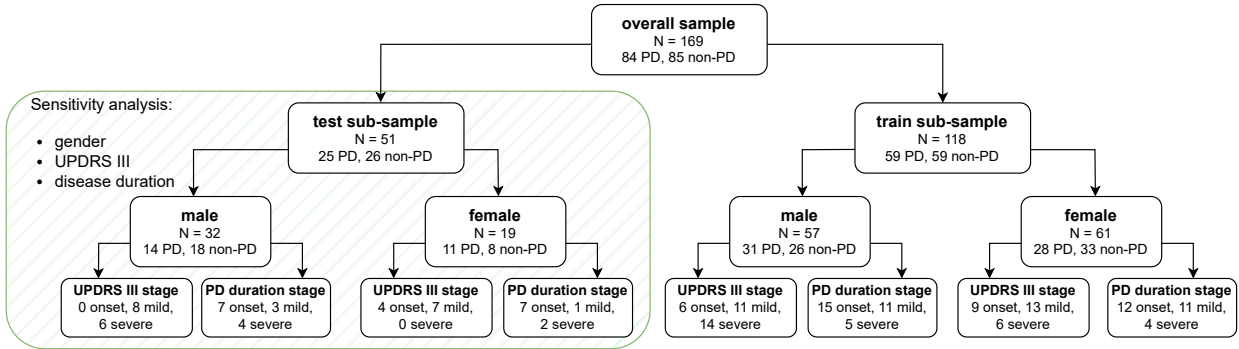 overall sample
N = 169
84 PD, 85 non-PD
Sensitivity analysis:
• gender
• UPDRS III
• disease duration
test sub-sample
N = 51
25 PD, 26 non-PD
train sub-sample
N = 118
59 PD, 59 non-PD
male
N = 32
14 PD, 18 non-PD
female
N = 19
11 PD, 8 non-PD
male
N = 57
31 PD, 26 non-PD
female
N = 61
28 PD, 33 non-PD
UPDRS III stage
0 onset, 8 mild,
6 severe
PD duration stage
7 onset, 3 mild,
4 severe
UPDRS III stage
4 onset, 7 mild,
0 severe
PD duration stage
7 onset, 1 mild,
2 severe
UPDRS III stage
6 onset, 11 mild,
14 severe
PD duration stage
15 onset, 11 mild,
5 severe
UPDRS III stage
9 onset, 13 mild,
6 severe
PD duration stage
12 onset, 11 mild,
4 severe